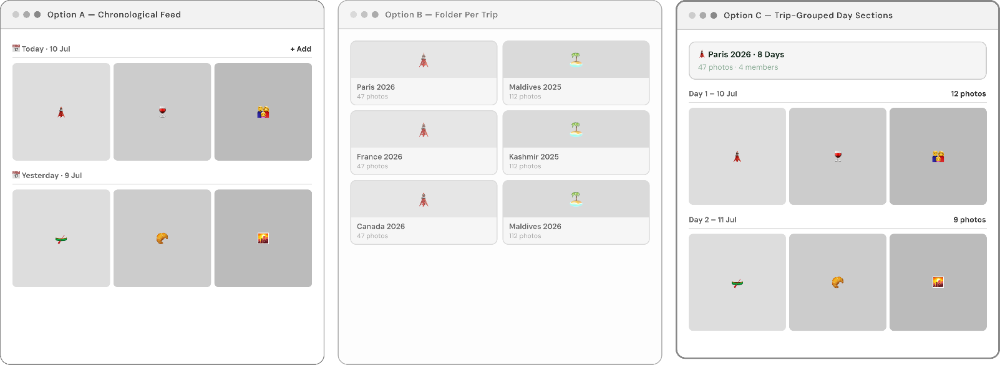 Option A — Chronological Feed
Today · 10 Jul
+ Add
Yesterday · 9 Jul
Option B — Folder Per Trip
Paris 2026
47 photos
Maldives 2025
112 photos
France 2026
47 photos
Kashmir 2025
112 photos
Canada 2026
47 photos
Maldives 2026
112 photos
Option C — Trip-Grouped Day Sections
Paris 2026 · 8 Days
47 photos · 4 members
Day 1 – 10 Jul
12 photos
Day 2 – 11 Jul
9 photos